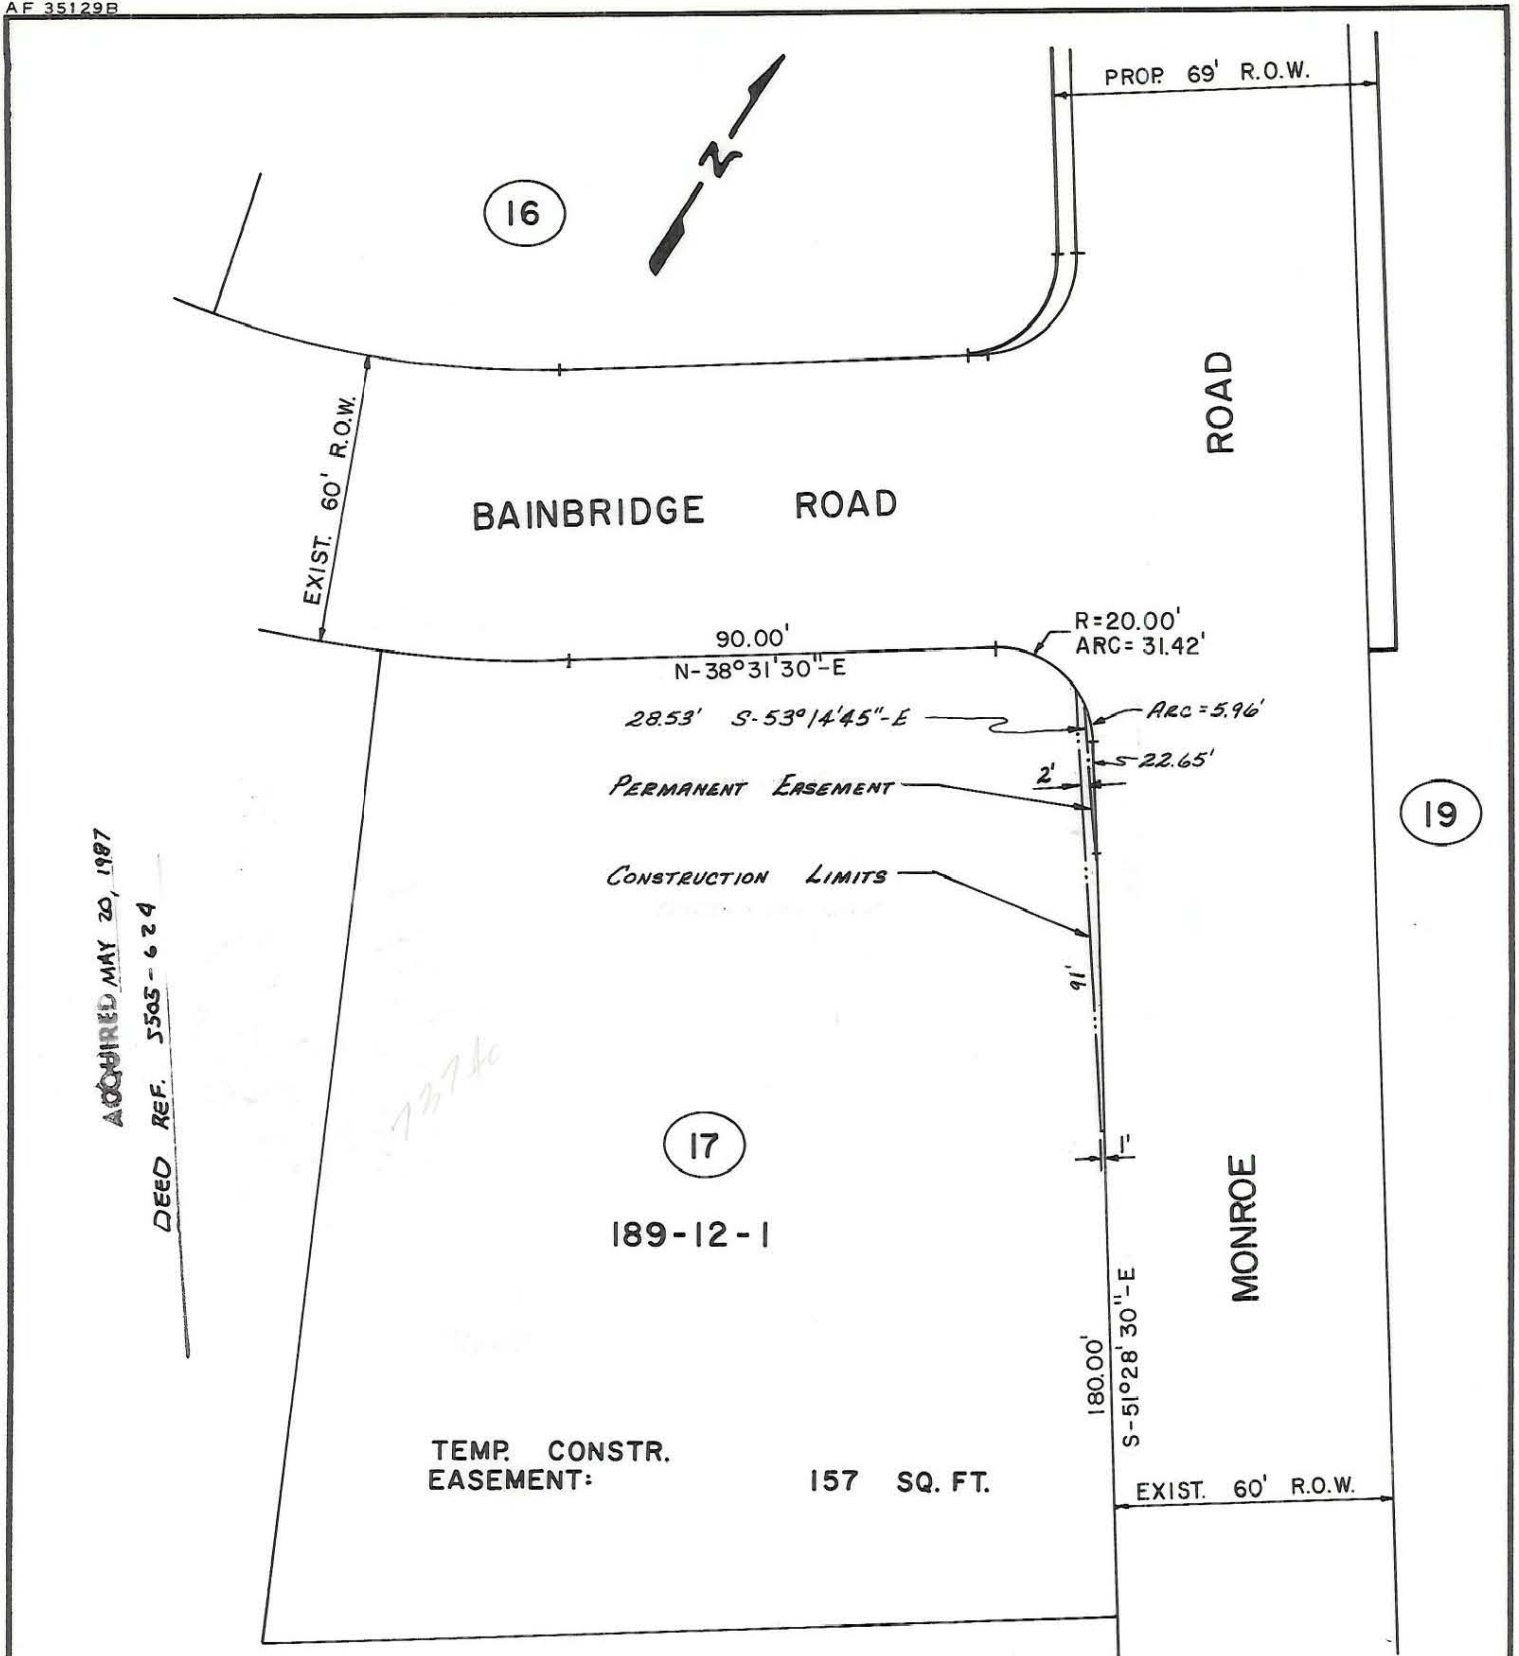 AF 35129B
PROP. 69' R.O.W.
N
16
EXIST. 60' R.O.W.
BAINBRIDGE ROAD
ROAD
90.00'
N-38°31'30"-E
R=20.00'
ARC=31.42'
28.53' S-53°14'45"-E
ARC=5.96'
22.65'
2'
PERMANENT EASEMENT
19
CONSTRUCTION LIMITS
91'
ACQUIRED MAY 20, 1987
DEED REF. 5505-624
17
1'
189-12-1
MONROE
180.00'
S-51°28'30"-E
TEMP. CONSTR.
EASEMENT: 157 SQ. FT.
EXIST. 60' R.O.W.